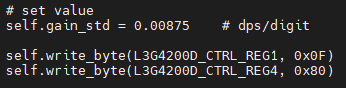 # set value
self.gain_std = 0.00875    # dps/digit
self.write_byte(L3G4200D_CTRL_REG1, 0x0F)
self.write_byte(L3G4200D_CTRL_REG4, 0x80)